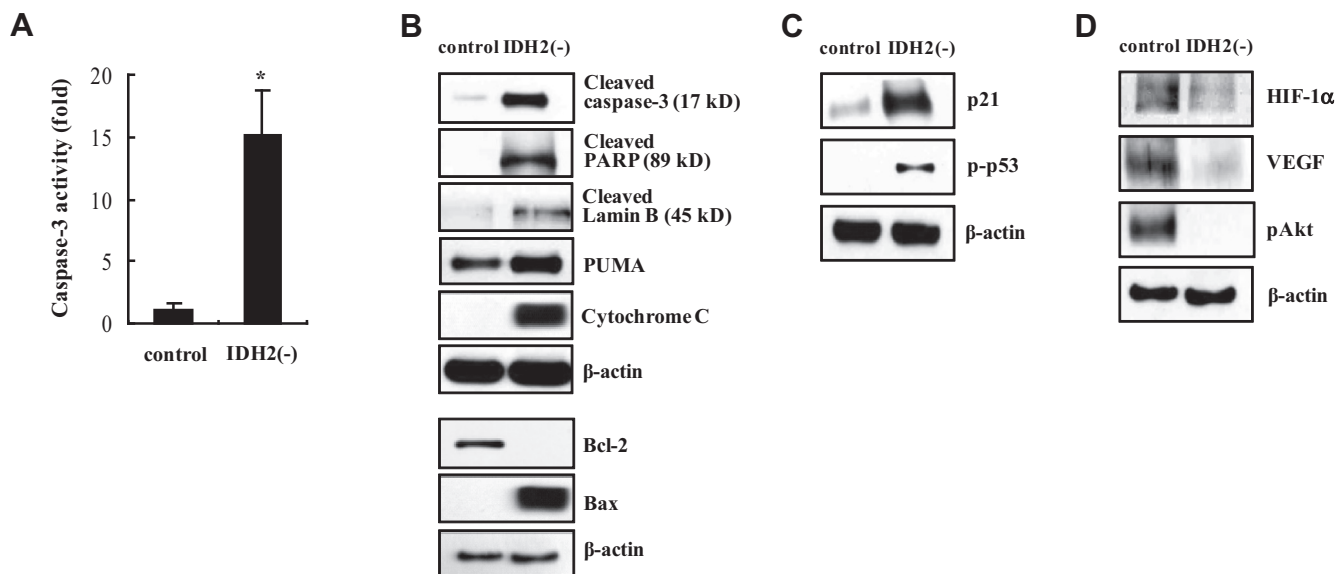 A
Caspase-3 activity (fold)
20
15
10
5
0
*
control IDH2(-)
B
control IDH2(-)
Cleaved
caspase-3 (17 kD)
Cleaved
PARP (89 kD)
Cleaved
Lamin B (45 kD)
PUMA
Cytochrome C
β-actin
Bcl-2
Bax
β-actin
C
control IDH2(-)
p21
p-p53
β-actin
D
control IDH2(-)
HIF-1α
VEGF
pAkt
β-actin